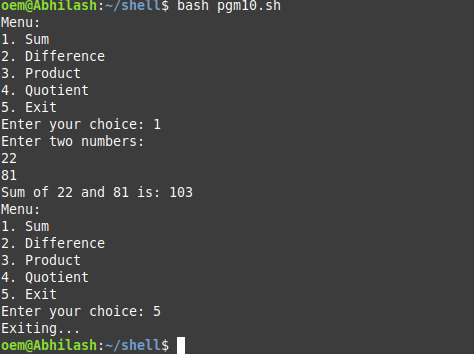 oem@Abhilash:~/shell$ bash pgm10.sh
Menu:
1. Sum
2. Difference
3. Product
4. Quotient
5. Exit
Enter your choice: 1
Enter two numbers:
22
81
Sum of 22 and 81 is: 103
Menu:
1. Sum
2. Difference
3. Product
4. Quotient
5. Exit
Enter your choice: 5
Exiting...
oem@Abhilash:~/shell$